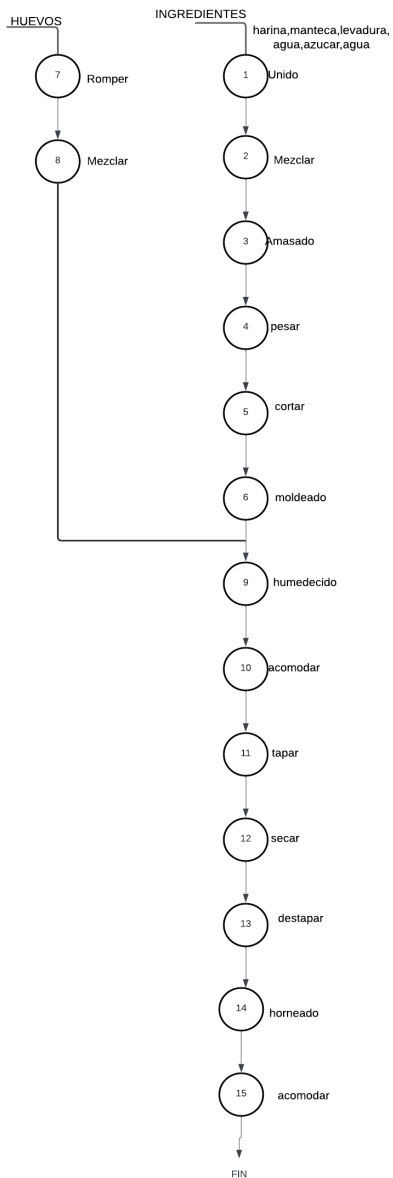 HUEVOS
INGREDIENTES
harina,manteca,levadura,
agua,azucar,agua
7
Romper
1
Unido
8
Mezclar
2
Mezclar
3
Amasado
4
pesar
5
cortar
6
moldeado
9
humedecido
10
acomodar
11
tapar
12
secar
13
destapar
14
horneado
15
acomodar
FIN